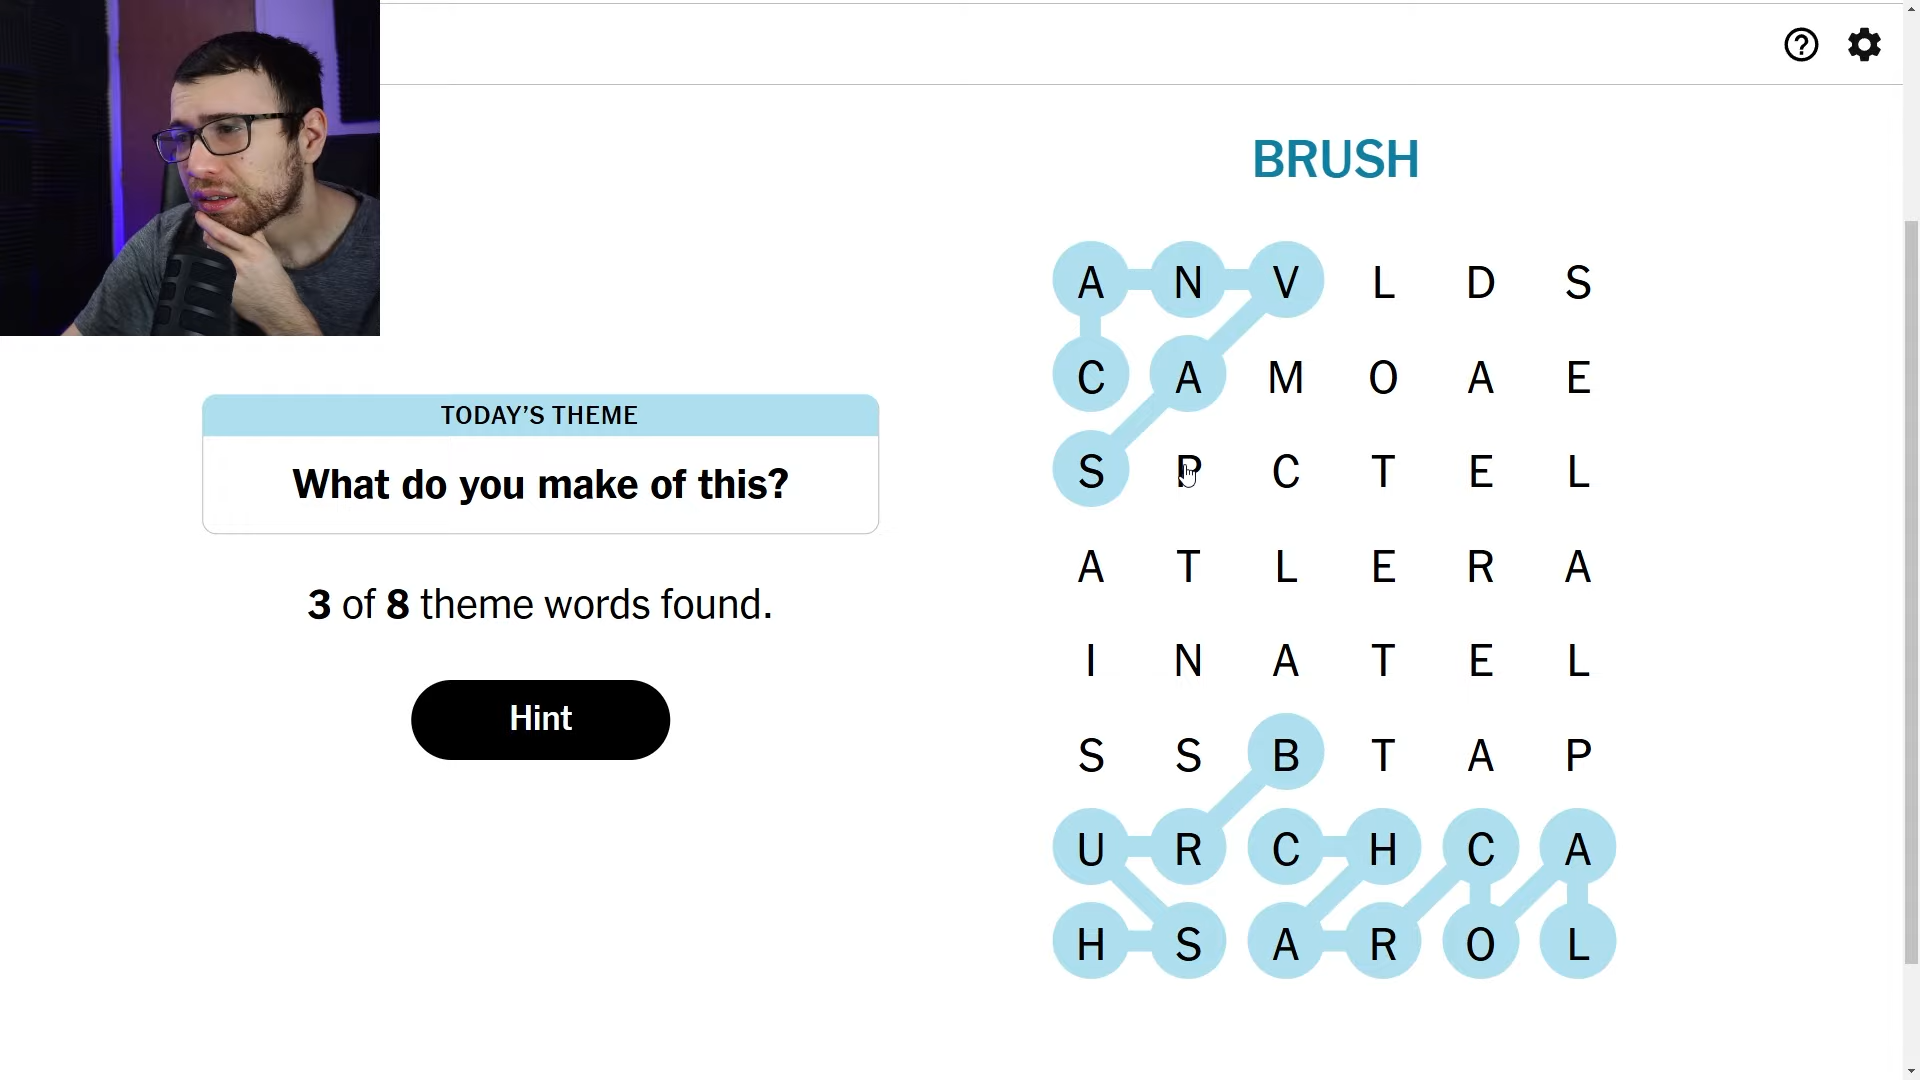 BRUSH
TODAY'S THEME
What do you make of this?
3 of 8 theme words found.
Hint
A N V L D S
C A M O A E
S P C T E L
A T L E R A
I N A T E L
S S B T A P
U R C H C A
H S A R O L